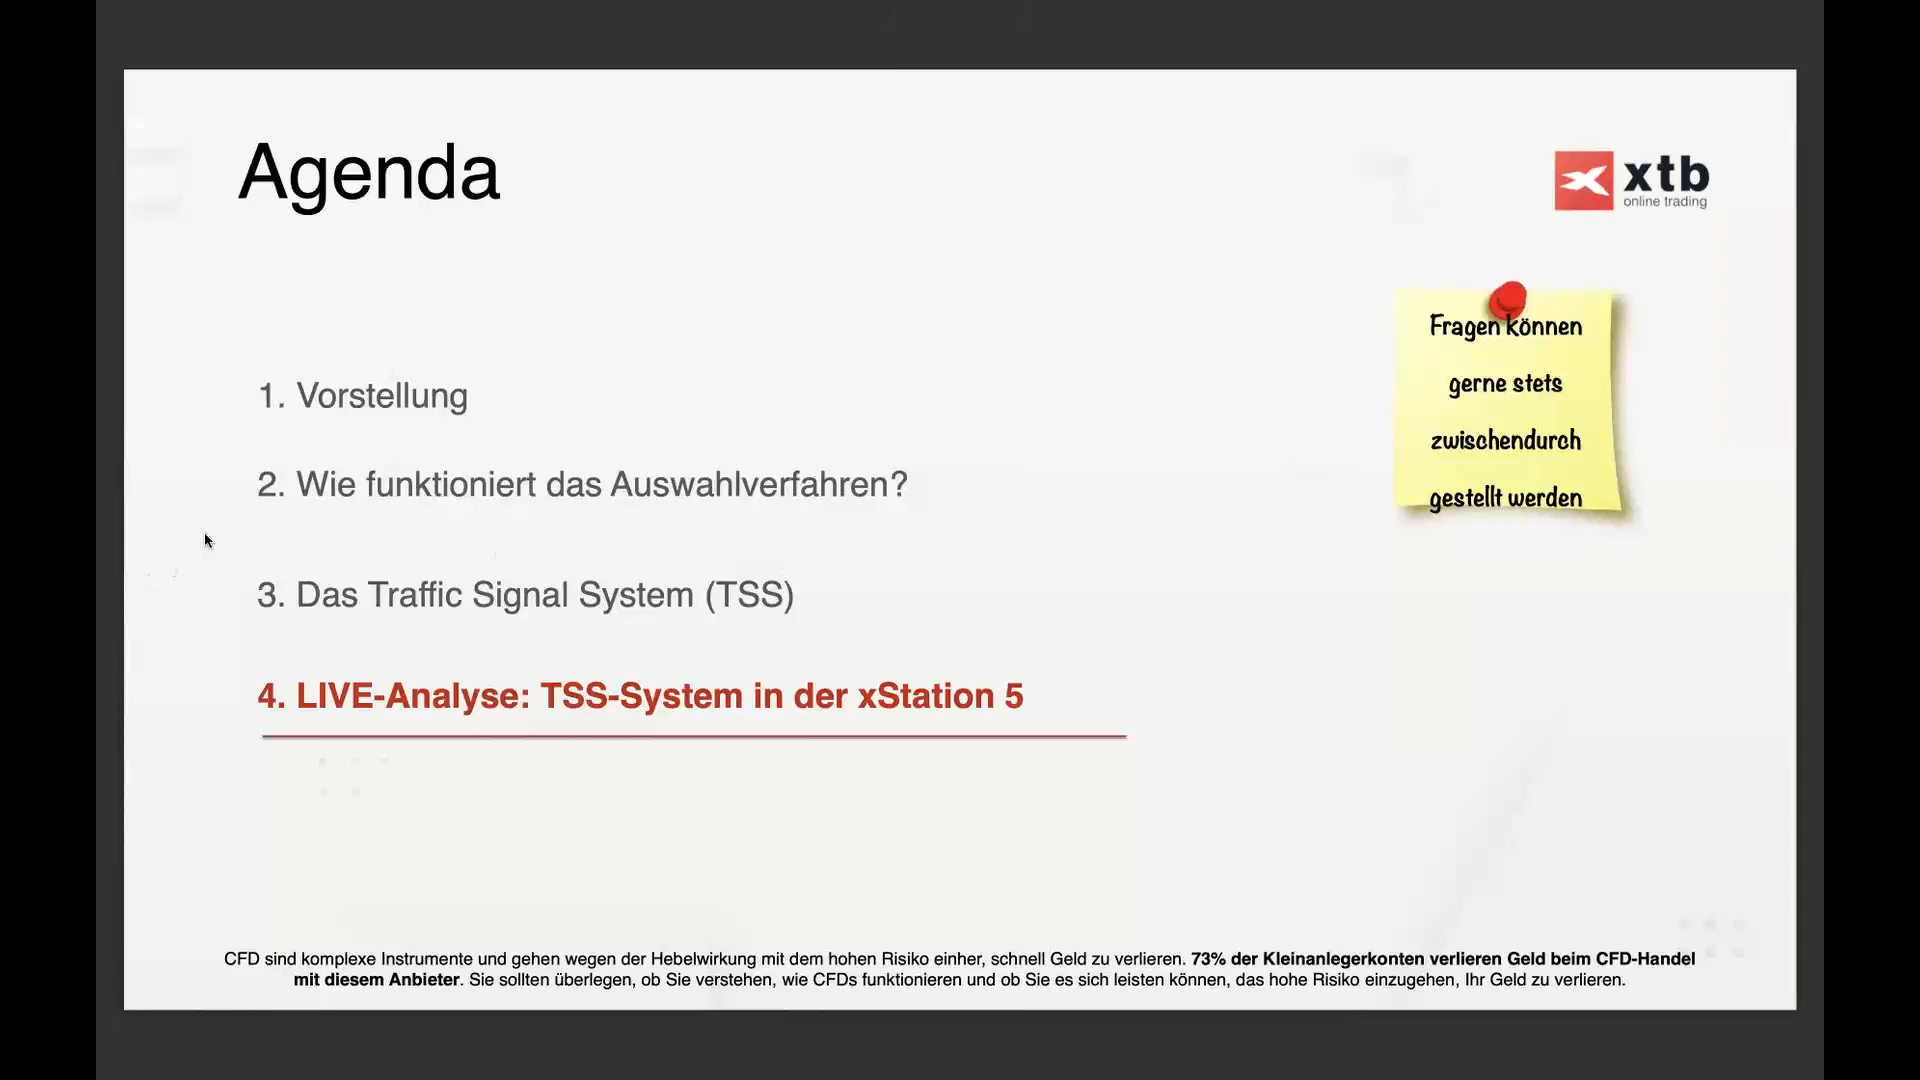 Agenda
xtb
online trading
Fragen können
gerne stets
zwischendurch
gestellt werden
1. Vorstellung
2. Wie funktioniert das Auswahlverfahren?
3. Das Traffic Signal System (TSS)
4. LIVE-Analyse: TSS-System in der xStation 5
CFD sind komplexe Instrumente und gehen wegen der Hebelwirkung mit dem hohen Risiko einher, schnell Geld zu verlieren. 73% der Kleinanlegerkonten verlieren Geld beim CFD-Handel
mit diesem Anbieter. Sie sollten überlegen, ob Sie verstehen, wie CFDs funktionieren und ob Sie es sich leisten können, das hohe Risiko einzugehen, Ihr Geld zu verlieren.